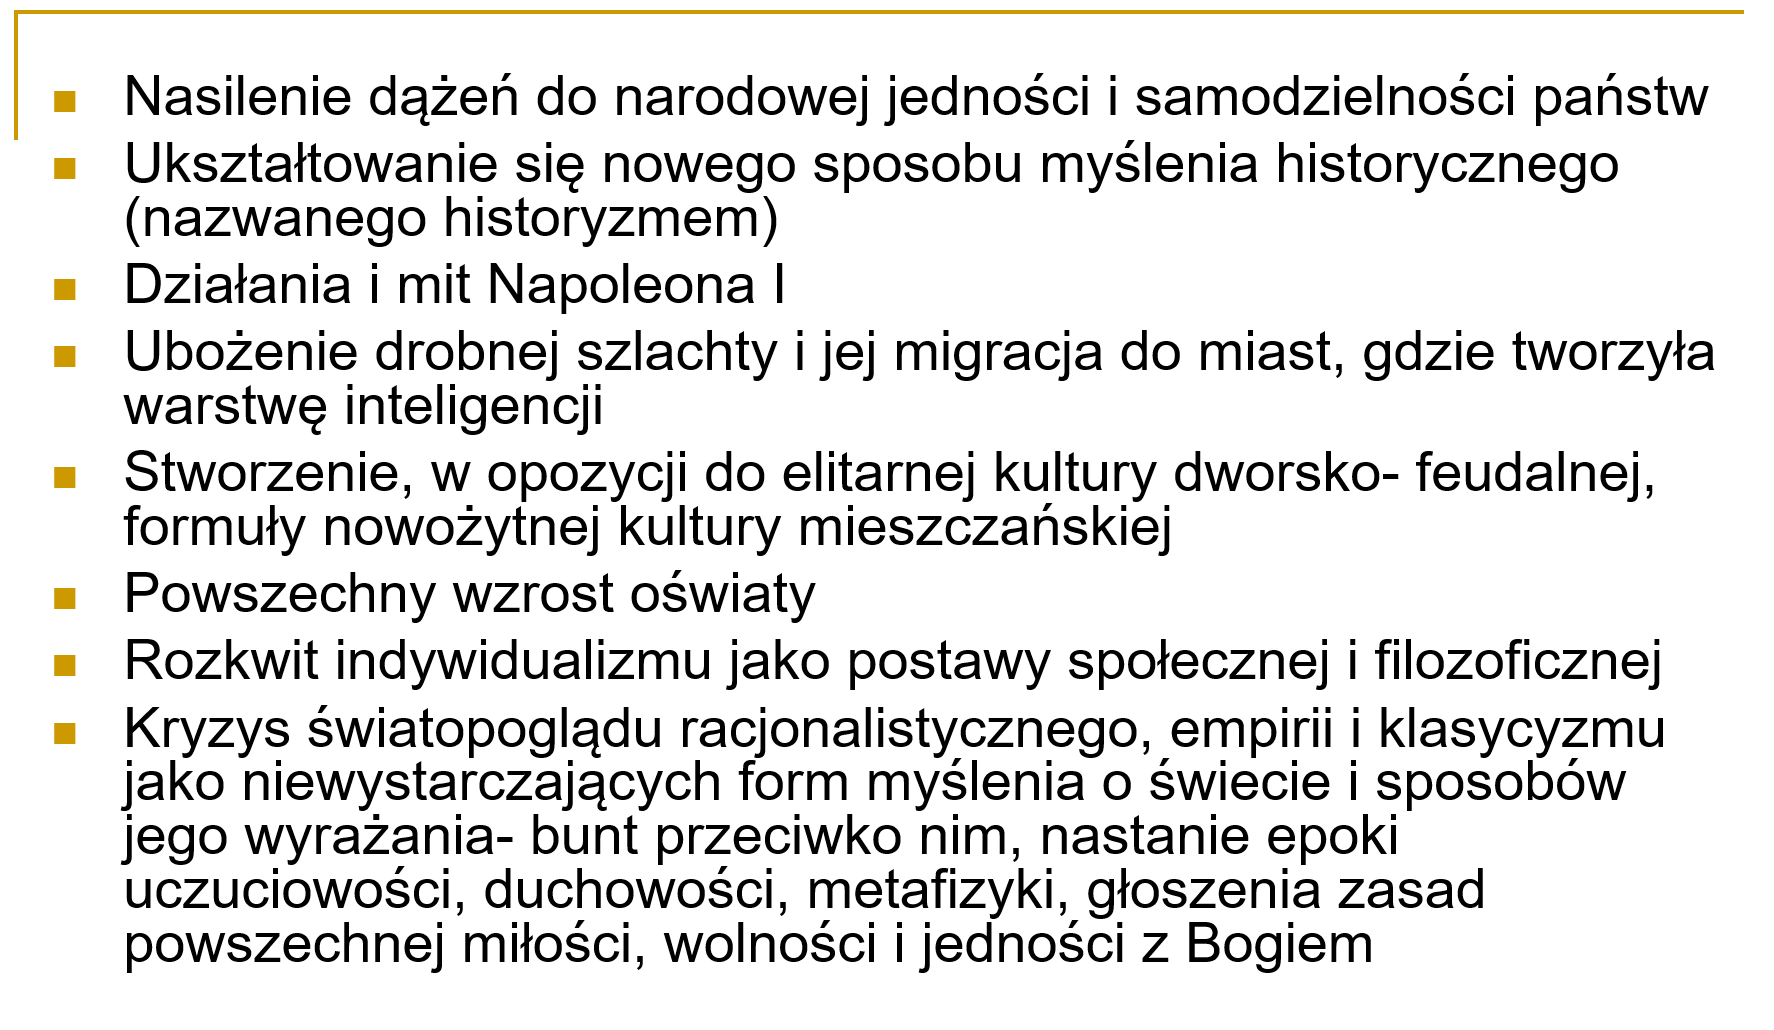 Nasilenie dążeń do narodowej jedności i samodzielności państw
Ukształtowanie się nowego sposobu myślenia historycznego
(nazwanego historyzmem)
Działania i mit Napoleona I
Ubożenie drobnej szlachty i jej migracja do miast, gdzie tworzyła
warstwę inteligencji
Stworzenie, w opozycji do elitarnej kultury dworsko- feudalnej,
formuły nowożytnej kultury mieszczańskiej
Powszechny wzrost oświaty
Rozkwit indywidualizmu jako postawy społecznej i filozoficznej
Kryzys światopoglądu racjonalistycznego, empirii i klasycyzmu
jako niewystarczających form myślenia o świecie i sposobów
jego wyrażania- bunt przeciwko nim, nastanie epoki
uczuciowości, duchowości, metafizyki, głoszenia zasad
powszechnej miłości, wolności i jedności z Bogiem